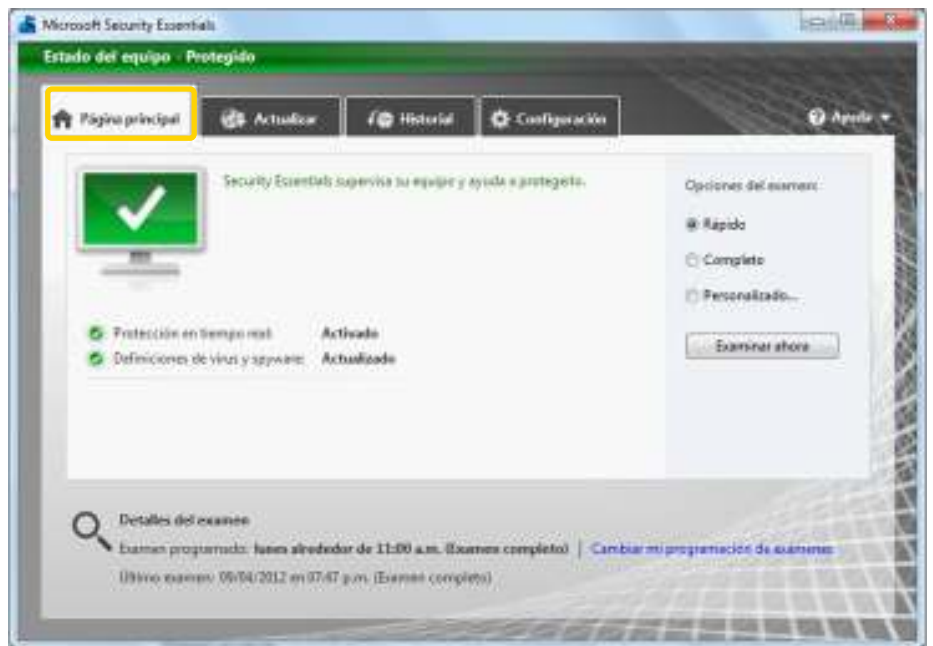 Microsoft Security Essentials
Estado del equipo - Protegido
Página principal
Actualizar
Historial
Configuración
Ayuda
Security Essentials supervisa su equipo y ayuda a protegerlo.
Opciones del examen:
Rápido
Completo
Personalizado...
Examinar ahora
Protección en tiempo real: Activado
Definiciones de virus y spyware: Actualizado
Detalles del examen
Examen programado: lunes alrededor de 11:00 a.m. (Examen completo) | Cambiar mi programación de exámenes
Último examen: 09/04/2012 en 07:47 p.m. (Examen completo)